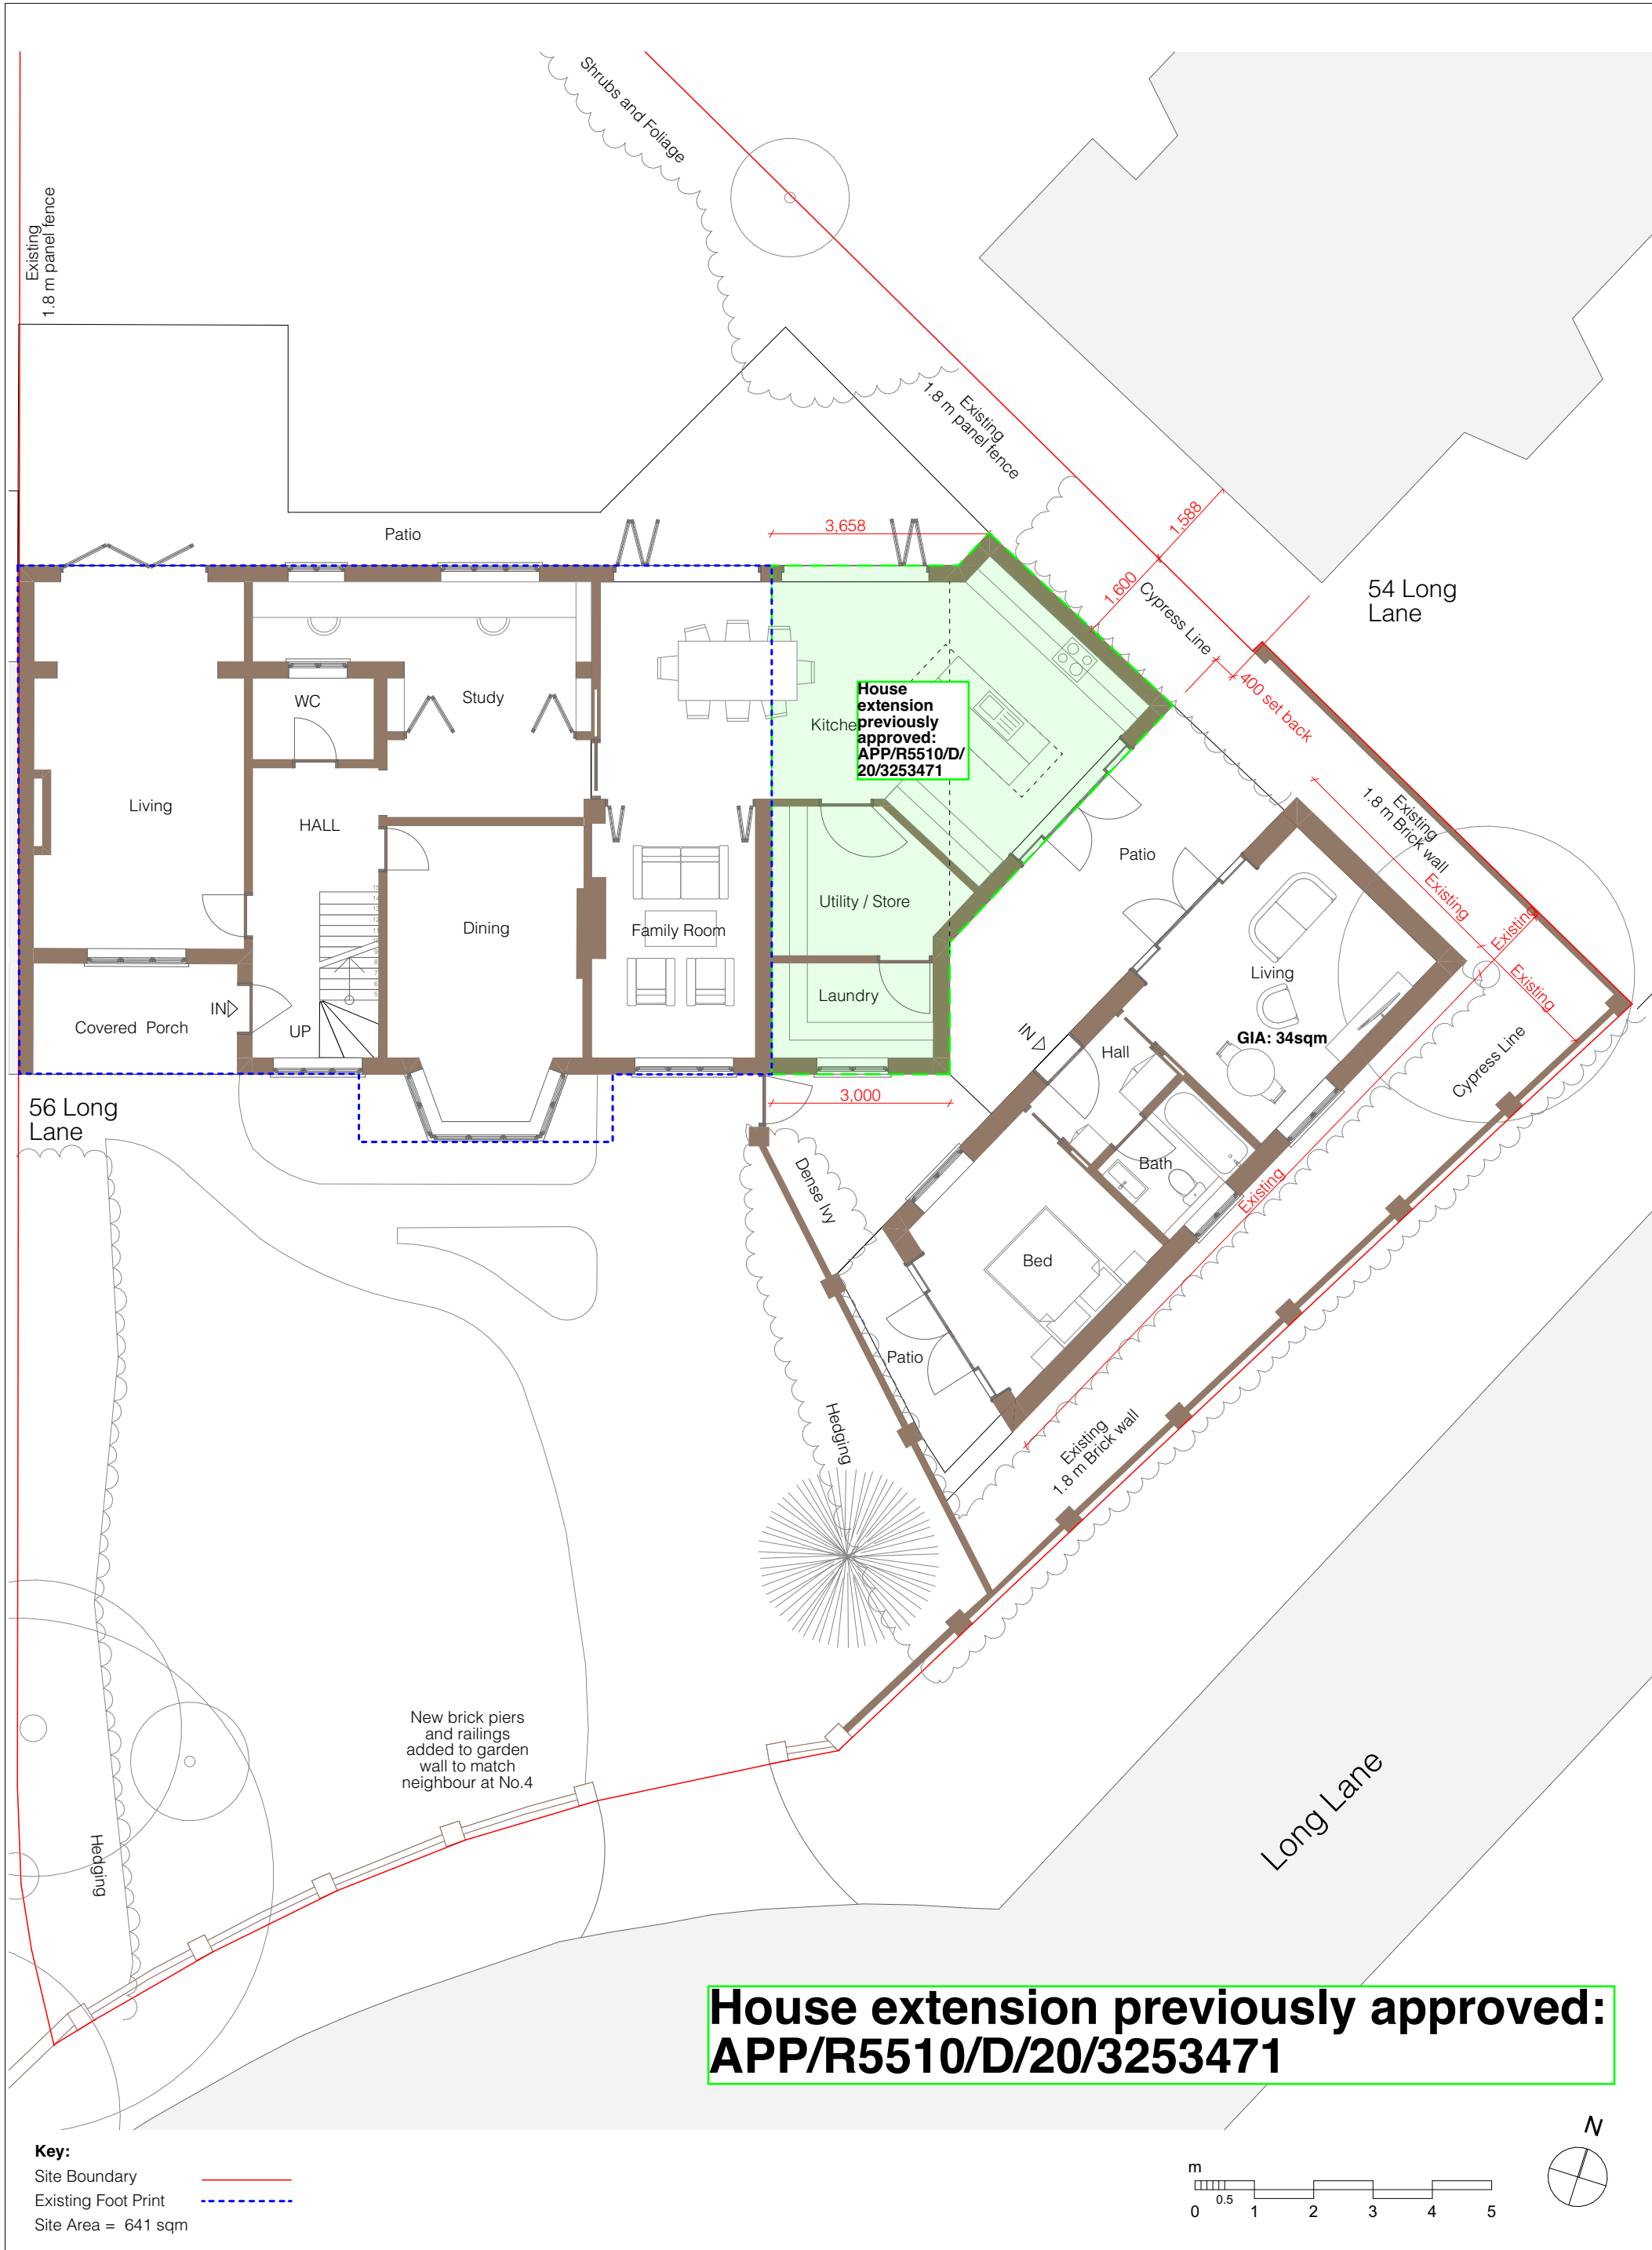 Shrubs and Foliage
Existing
1.8 m panel fence
Existing
1.8 m panel fence
1,588
3,658
Patio
1,600
Cypress Line
54 Long
Lane
400 set back
WC
Study
House
extension
previously
approved:
APP/R5510/D/
20/3253471
Living
HALL
Existing
1.8 m Brick wall
Patio
Existing
Utility / Store
Existing
Dining
Family Room
Living
Existing
Laundry
IN
Covered Porch
UP
IN
Hall
GIA: 34sqm
Cypress Line
3,000
56 Long
Lane
Bath
Dense Ivy
Existing
Bed
Patio
Hedging
Existing
1.8 m Brick wall
New brick piers
and railings
added to garden
wall to match
neighbour at No.4
Long Lane
Hedging
House extension previously approved:
APP/R5510/D/20/3253471
N
Key:
Site Boundary
Existing Foot Print
Site Area = 641 sqm
m
0.5
0 1 2 3 4 5